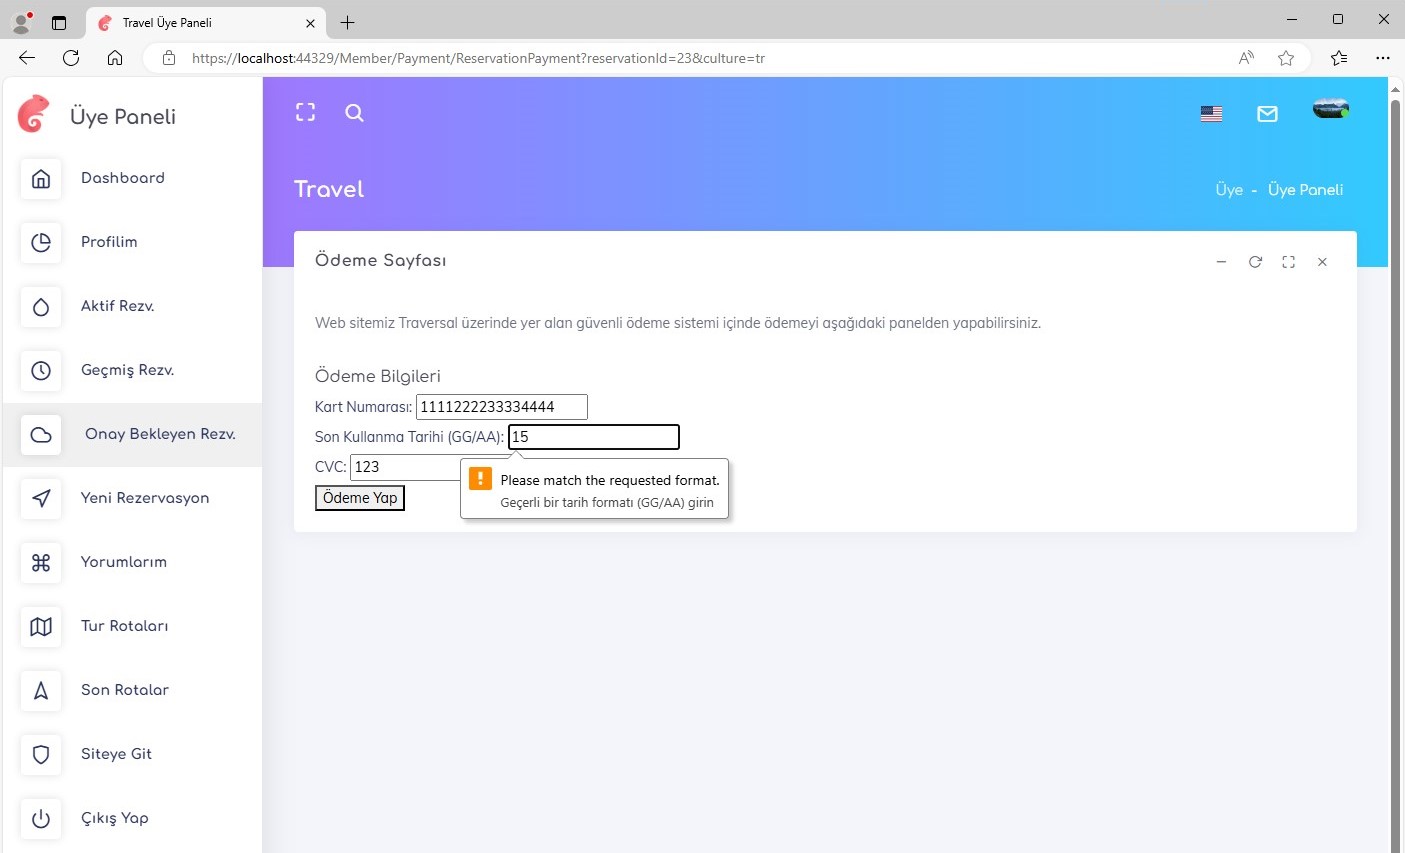 Travel Üye Paneli
https://localhost:44329/Member/Payment/ReservationPayment?reservationId=23&culture=tr
Üye Paneli
Dashboard
Profilim
Aktif Rezv.
Geçmiş Rezv.
Onay Bekleyen Rezv.
Yeni Rezervasyon
Yorumlarım
Tur Rotaları
Son Rotalar
Siteye Git
Çıkış Yap
Travel
Üye - Üye Paneli
Ödeme Sayfası
Web sitemiz Traversal üzerinde yer alan güvenli ödeme sistemi içinde ödemeyi aşağıdaki panelden yapabilirsiniz.
Ödeme Bilgileri
Kart Numarası: 1111222233334444
Son Kullanma Tarihi (GG/AA): 15
CVC: 123
Please match the requested format.
Geçerli bir tarih formatı (GG/AA) girin
Ödeme Yap